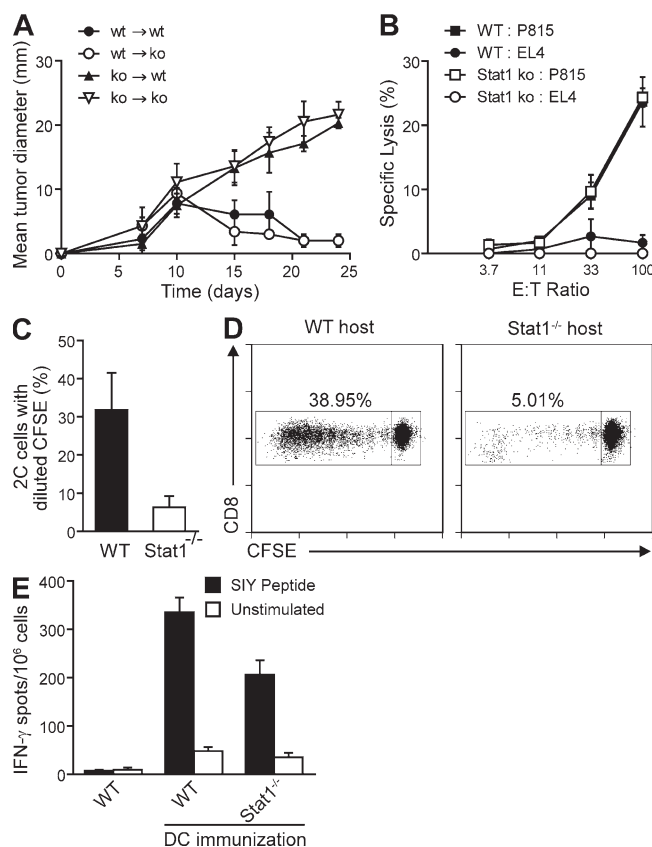 A
wt → wt
wt → ko
ko → wt
ko → ko
Mean tumor diameter (mm)
30
20
10
0
0 5 10 15 20 25
Time (days)
B
WT : P815
WT : EL4
Stat1 ko : P815
Stat1 ko : EL4
Specific Lysis (%)
30
20
10
0
3.7 11 33 100
E:T Ratio
C
2C cells with
diluted CFSE (%)
50
40
30
20
10
0
WT Stat1-/-
D
WT host Stat1-/- host
38.95% 5.01%
CD8
CFSE
E
SIY Peptide
Unstimulated
IFN-γ spots/10⁶ cells
400
300
200
100
0
WT WT Stat1-/-
DC immunization